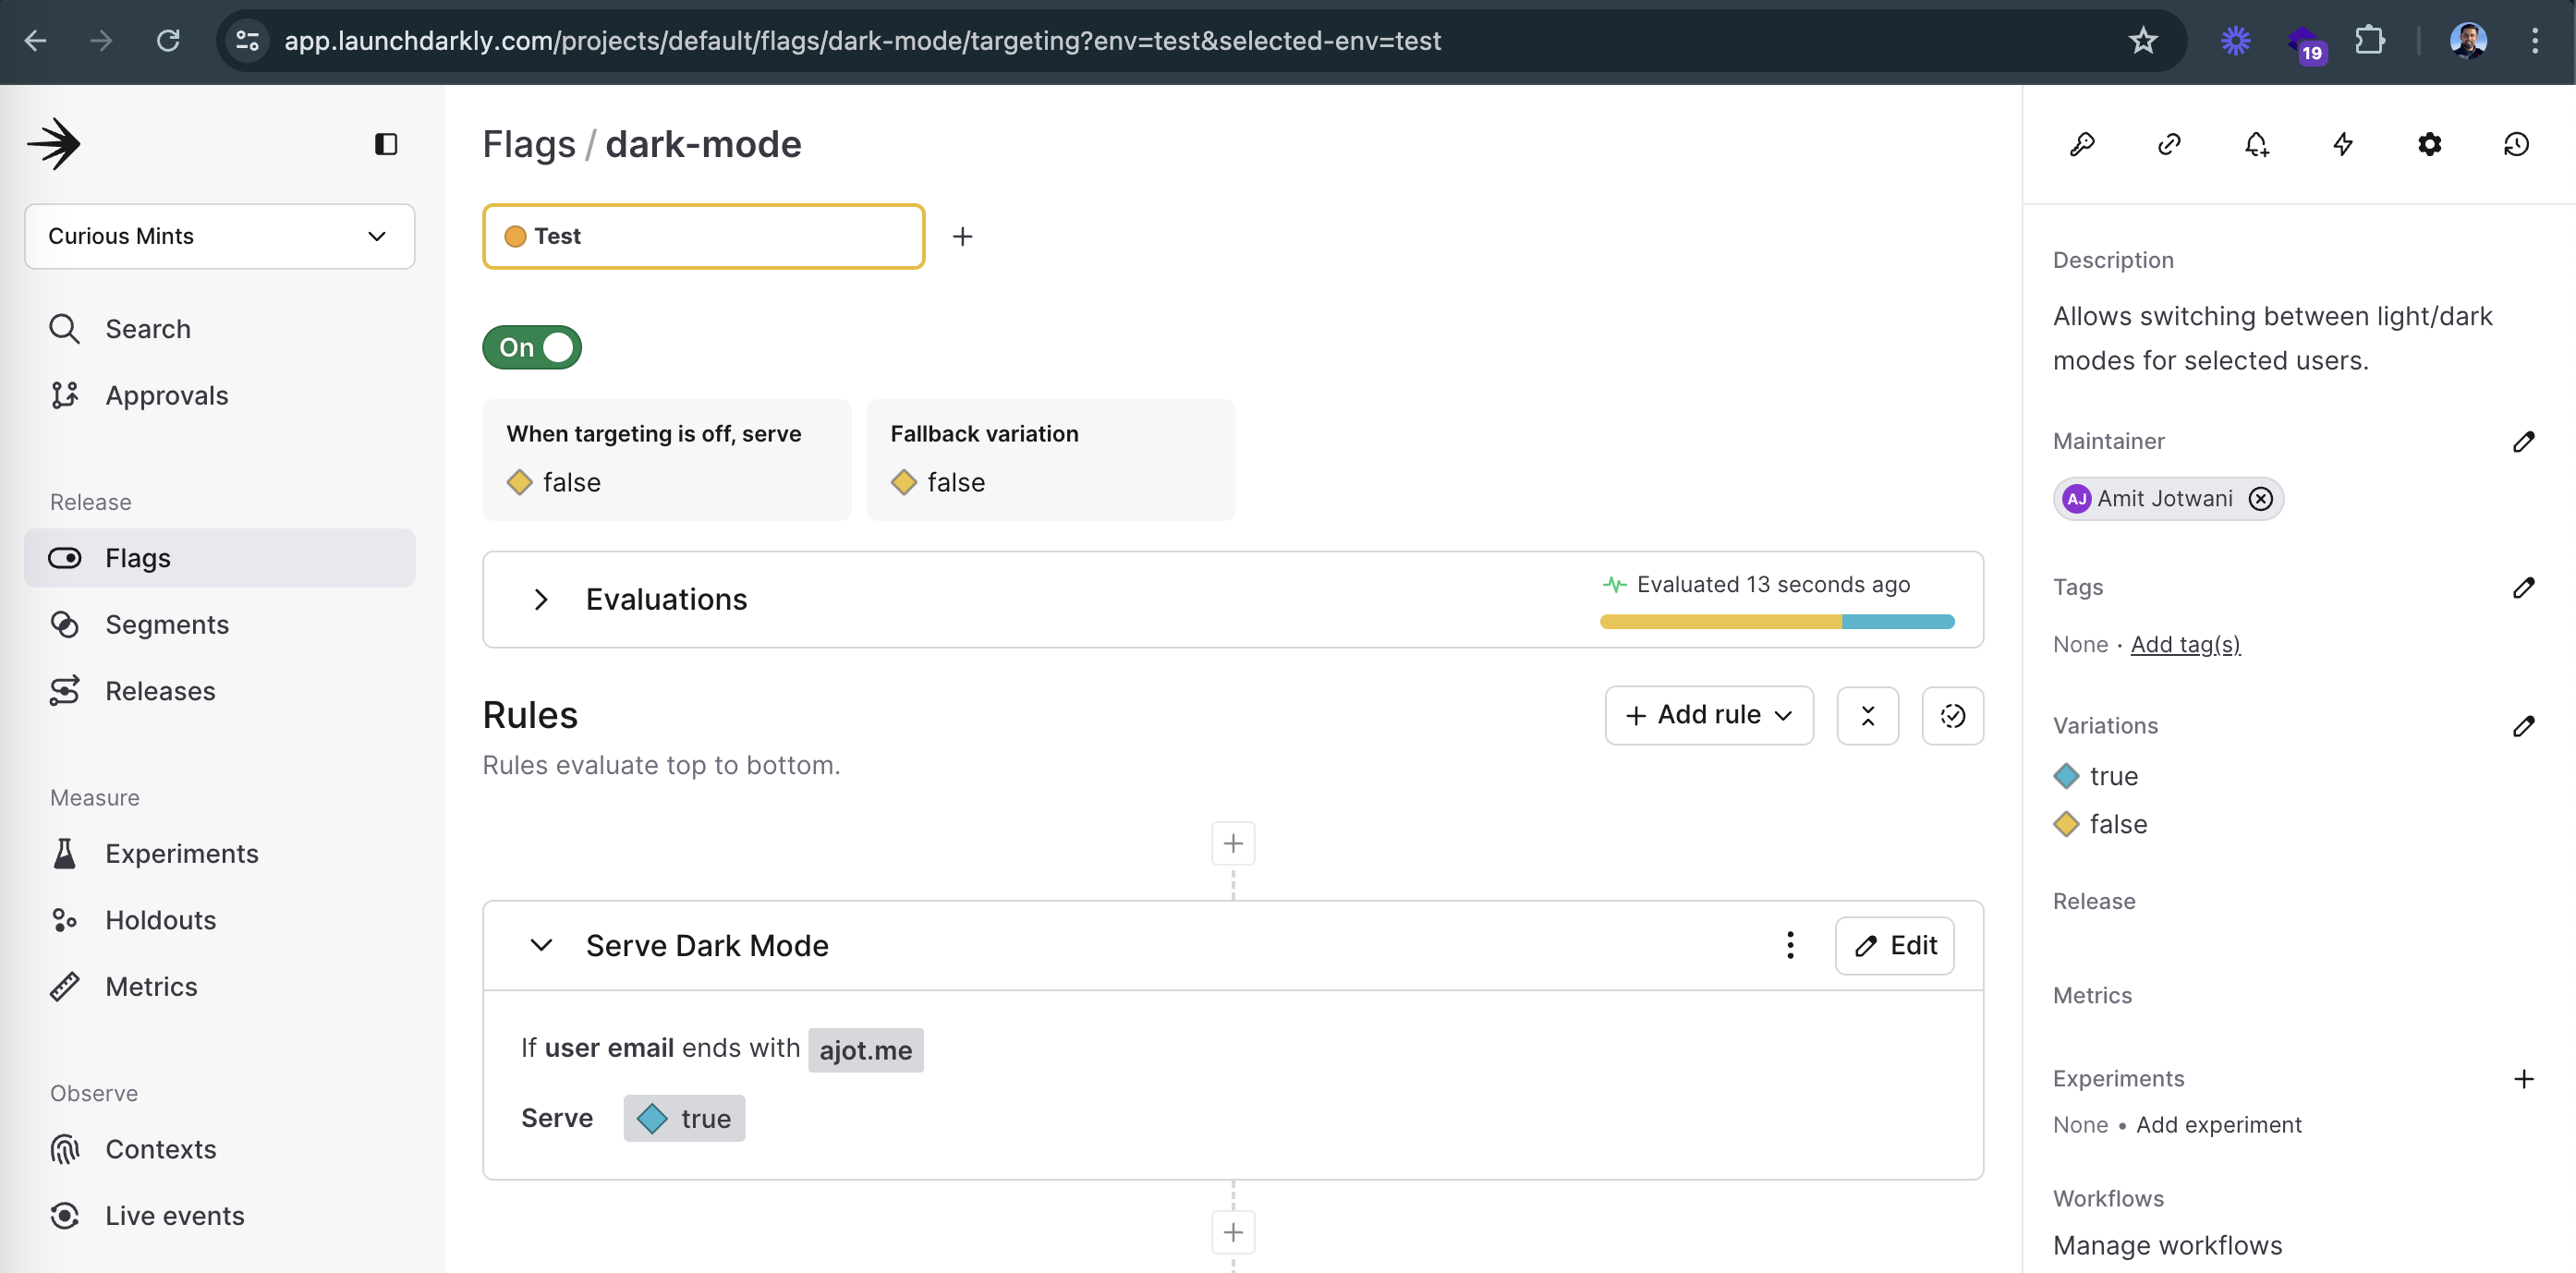 app.launchdarkly.com/projects/default/flags/dark-mode/targeting?env=test&selected-env=test
19
Curious Mints
Search
Approvals
Release
Flags
Segments
Releases
Measure
Experiments
Holdouts
Metrics
Observe
Contexts
Live events
Flags / dark-mode
Test
On
When targeting is off, serve
false
Fallback variation
false
Evaluations
Evaluated 13 seconds ago
Rules
Add rule
Rules evaluate top to bottom.
Serve Dark Mode
Edit
If user email ends with ajot.me
Serve true
Description
Allows switching between light/dark
modes for selected users.
Maintainer
AJ Amit Jotwani
Tags
None · Add tag(s)
Variations
true
false
Release
Metrics
Experiments
None • Add experiment
Workflows
Manage workflows